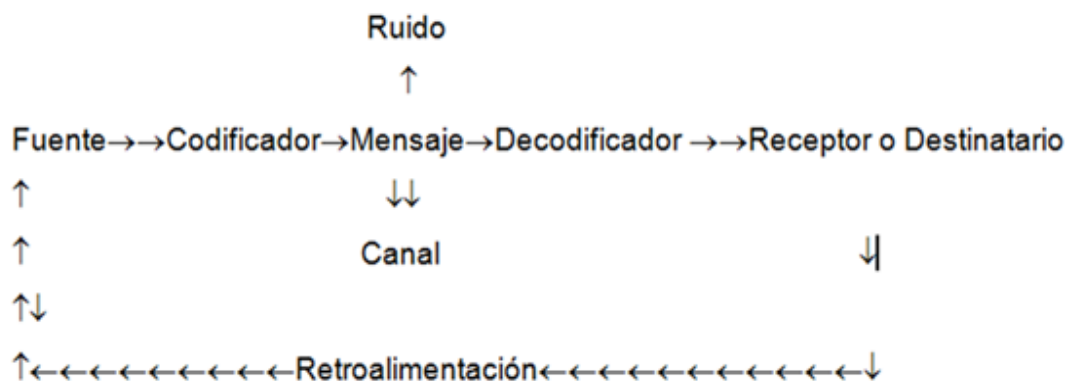 Ruido
↑
Fuente→→Codificador→Mensaje→Decodificador →→Receptor o Destinatario
↑ ↓↓
↑ Canal ↓|
↑↓
↑←←←←←←←←←Retroalimentación←←←←←←←←←←←↓